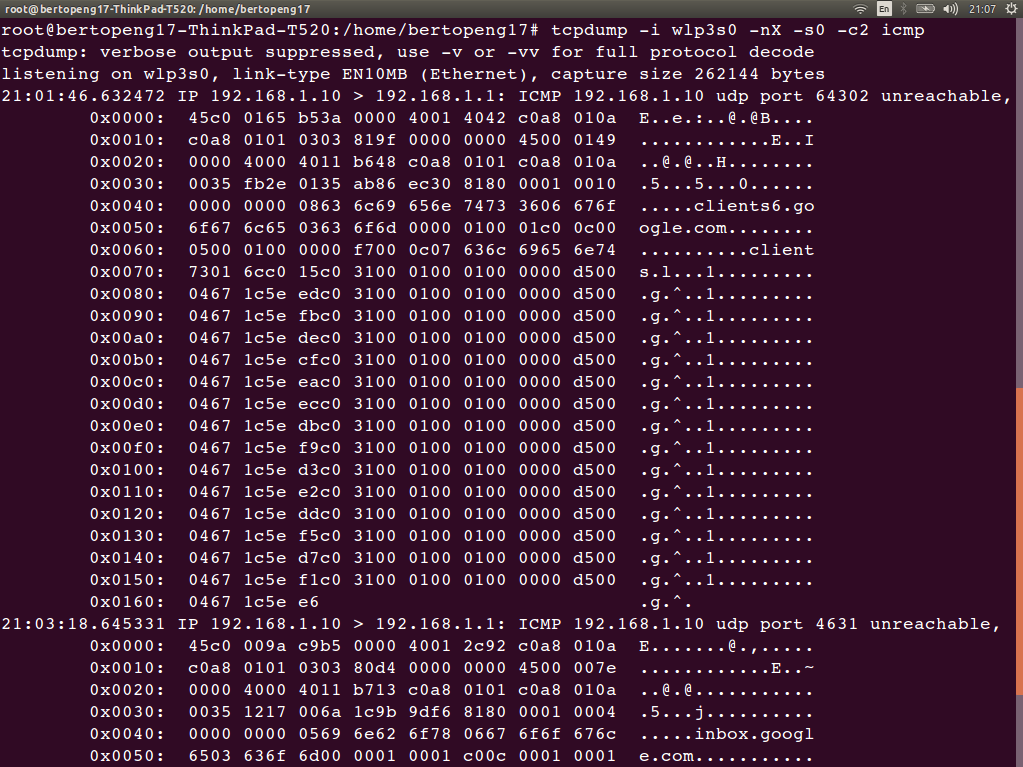 root@bertopeng17-ThinkPad-T520: /home/bertopeng17 En 21:07
root@bertopeng17-ThinkPad-T520:/home/bertopeng17# tcpdump -i wlp3s0 -nX -s0 -c2 icmp
tcpdump: verbose output suppressed, use -v or -vv for full protocol decode
listening on wlp3s0, link-type EN10MB (Ethernet), capture size 262144 bytes
21:01:46.632472 IP 192.168.1.10 > 192.168.1.1: ICMP 192.168.1.10 udp port 64302 unreachable,
0x0000: 45c0 0165 b53a 0000 4001 4042 c0a8 010a E..e.:..@.@B....
0x0010: c0a8 0101 0303 819f 0000 0000 4500 0149 ............E..I
0x0020: 0000 4000 4011 b648 c0a8 0101 c0a8 010a ..@.@..H........
0x0030: 0035 fb2e 0135 ab86 ec30 8180 0001 0010 .5...5...0......
0x0040: 0000 0000 0863 6c69 656e 7473 3606 676f .....clients6.go
0x0050: 6f67 6c65 0363 6f6d 0000 0100 01c0 0c00 ogle.com........
0x0060: 0500 0100 0000 f700 0c07 636c 6965 6e74 ..........client
0x0070: 7301 6cc0 15c0 3100 0100 0100 0000 d500 s.l...1.........
0x0080: 0467 1c5e edc0 3100 0100 0100 0000 d500 .g.^..1.........
0x0090: 0467 1c5e fbc0 3100 0100 0100 0000 d500 .g.^..1.........
0x00a0: 0467 1c5e dec0 3100 0100 0100 0000 d500 .g.^..1.........
0x00b0: 0467 1c5e cfc0 3100 0100 0100 0000 d500 .g.^..1.........
0x00c0: 0467 1c5e eac0 3100 0100 0100 0000 d500 .g.^..1.........
0x00d0: 0467 1c5e ecc0 3100 0100 0100 0000 d500 .g.^..1.........
0x00e0: 0467 1c5e dbc0 3100 0100 0100 0000 d500 .g.^..1.........
0x00f0: 0467 1c5e f9c0 3100 0100 0100 0000 d500 .g.^..1.........
0x0100: 0467 1c5e d3c0 3100 0100 0100 0000 d500 .g.^..1.........
0x0110: 0467 1c5e e2c0 3100 0100 0100 0000 d500 .g.^..1.........
0x0120: 0467 1c5e ddc0 3100 0100 0100 0000 d500 .g.^..1.........
0x0130: 0467 1c5e f5c0 3100 0100 0100 0000 d500 .g.^..1.........
0x0140: 0467 1c5e d7c0 3100 0100 0100 0000 d500 .g.^..1.........
0x0150: 0467 1c5e f1c0 3100 0100 0100 0000 d500 .g.^..1.........
0x0160: 0467 1c5e e6 .g.^.
21:03:18.645331 IP 192.168.1.10 > 192.168.1.1: ICMP 192.168.1.10 udp port 4631 unreachable,
0x0000: 45c0 009a c9b5 0000 4001 2c92 c0a8 010a E.......@.,.....
0x0010: c0a8 0101 0303 80d4 0000 0000 4500 007e ............E..~
0x0020: 0000 4000 4011 b713 c0a8 0101 c0a8 010a ..@.@...........
0x0030: 0035 1217 006a 1c9b 9df6 8180 0001 0004 .5...j..........
0x0040: 0000 0000 0569 6e62 6f78 0667 6f6f 676c .....inbox.googl
0x0050: 6503 636f 6d00 0001 0001 c00c 0001 0001 e.com...........